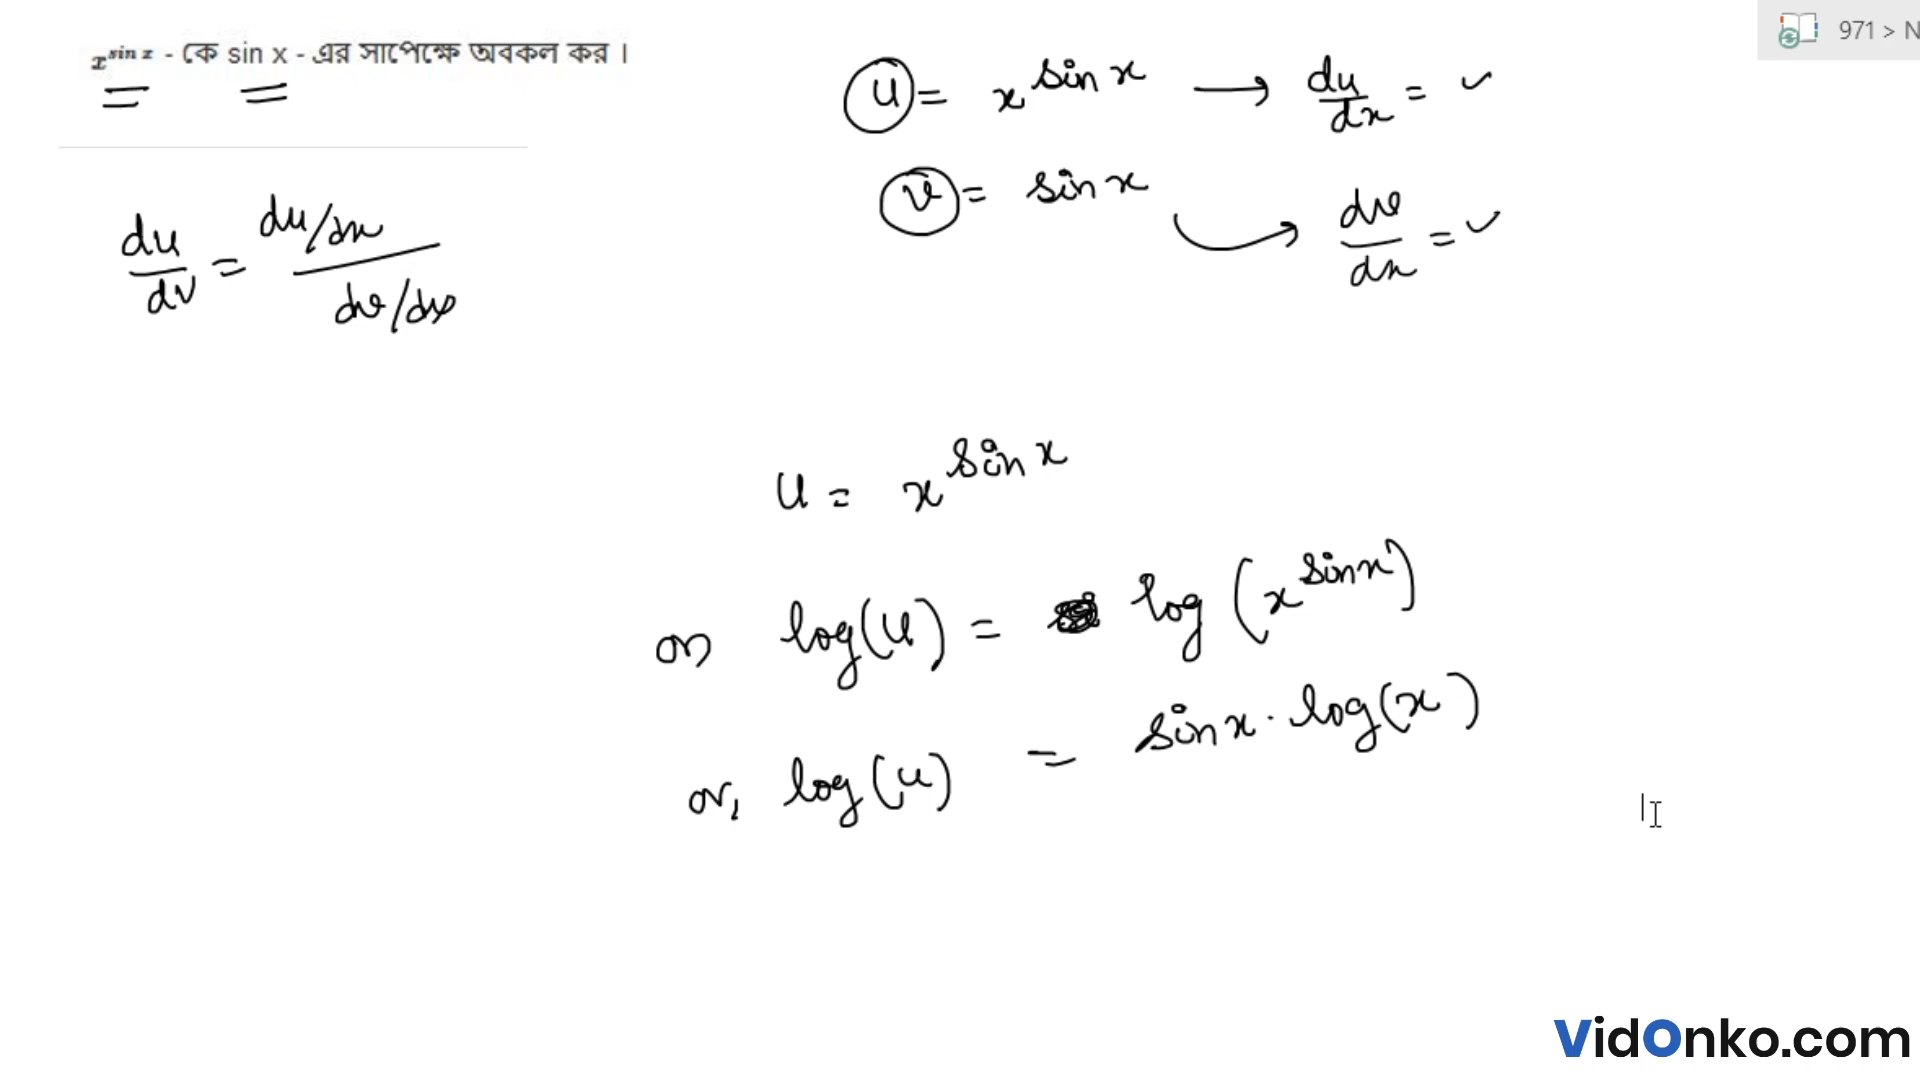 x^{sin x} - কে sin x - এর সাপেক্ষে অবকল কর ।
971 > N
u = x^{sin x} → du/dx = ✓
v = sin x → dv/dx = ✓
du/dv = (du/dx)/(dv/dx)
u = x^{sin x}
or log(u) = log (x^{sin x})
or, log(u) = sin x · log(x)
VidOnko.com